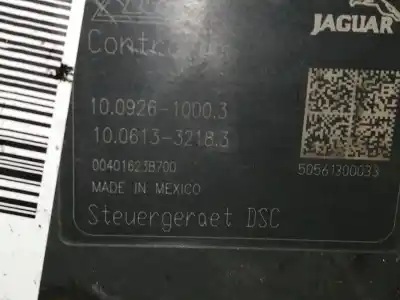 JAGUAR
10.0926-1000.3
10.0613-3218.3
00401623B700
50561300033
MADE IN MEXICO
Steuergeraet DSC